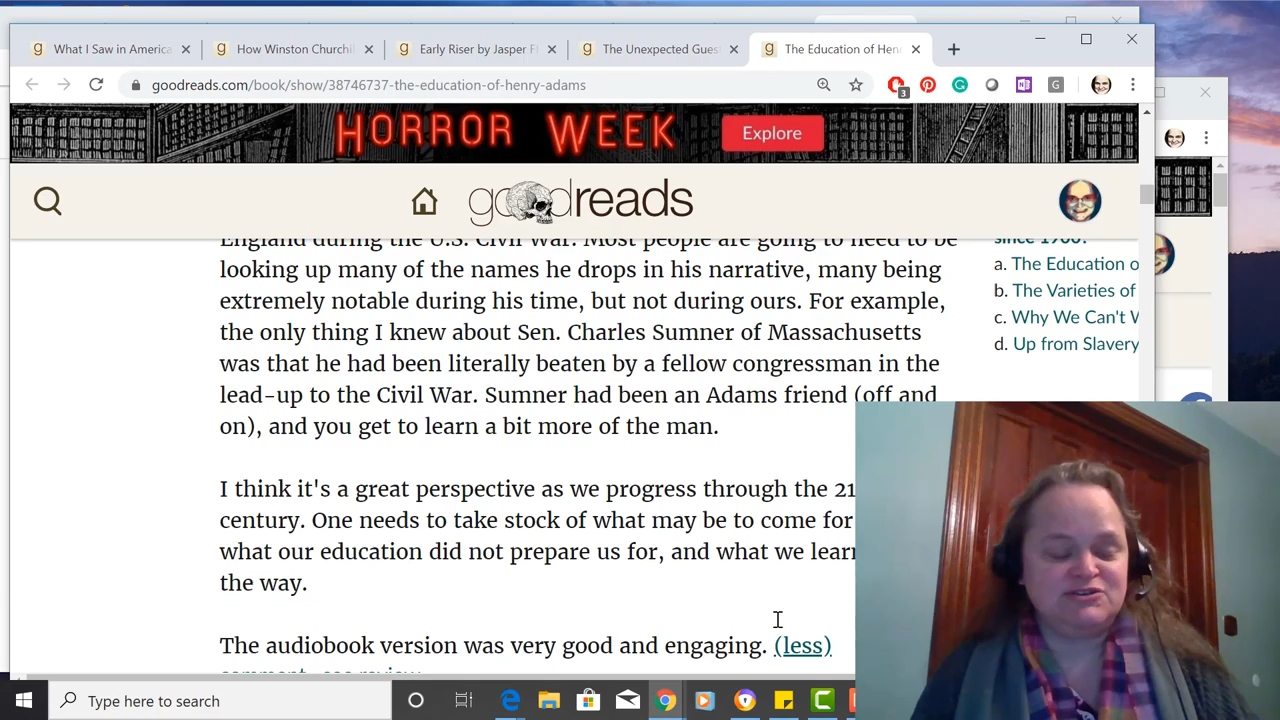 What I Saw in America
How Winston Churchil
Early Riser by Jasper F
The Unexpected Gues
The Education of Hen
goodreads.com/book/show/38746737-the-education-of-henry-adams
3
G
HORROR WEEK
Explore
goodreads
England during the U.S. Civil War. Most people are going to need to be
looking up many of the names he drops in his narrative, many being
extremely notable during his time, but not during ours. For example,
the only thing I knew about Sen. Charles Sumner of Massachusetts
was that he had been literally beaten by a fellow congressman in the
lead-up to the Civil War. Sumner had been an Adams friend (off and
on), and you get to learn a bit more of the man.
I think it's a great perspective as we progress through the 21
century. One needs to take stock of what may be to come for
what our education did not prepare us for, and what we learn
the way.
The audiobook version was very good and engaging. (less)
comment · see review
since 1900?
a. The Education o
b. The Varieties of
c. Why We Can't W
d. Up from Slavery
Type here to search